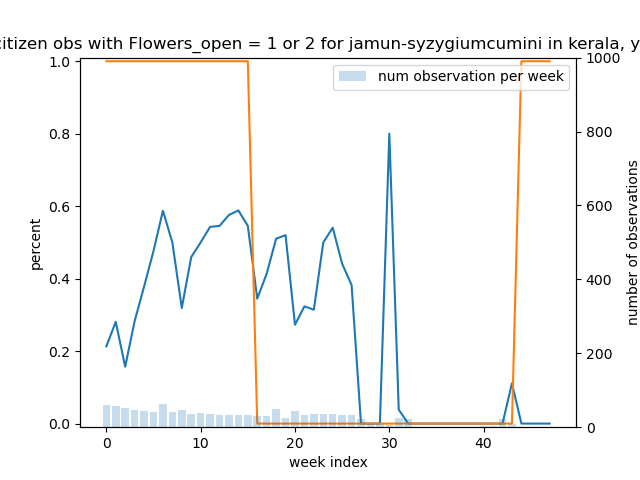 citizen obs with Flowers_open = 1 or 2 for jamun-syzygiumcumini in kerala, y
num observation per week
1.0
0.8
0.6
0.4
0.2
0.0
percent
1000
800
600
400
200
0
number of observations
0 10 20 30 40
week index